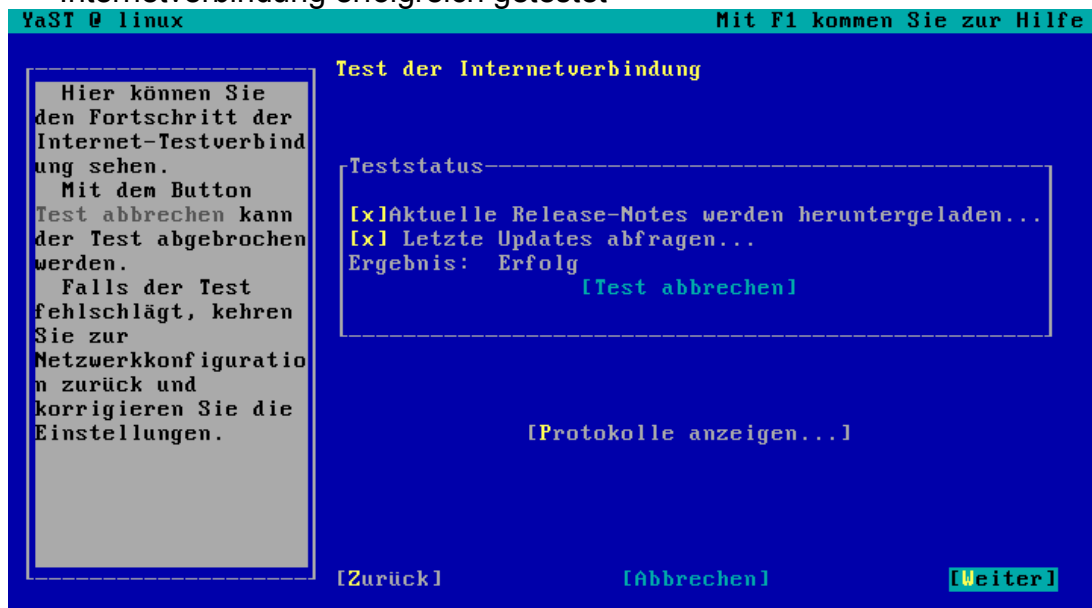 Internetverbindung erfolgreich getestet
YaST @ linux Mit F1 kommen Sie zur Hilfe
Hier können Sie
den Fortschritt der
Internet-Testverbind
ung sehen.
Mit dem Button
Test abbrechen kann
der Test abgebrochen
werden.
Falls der Test
fehlschlägt, kehren
Sie zur
Netzwerkkonfiguratio
n zurück und
korrigieren Sie die
Einstellungen.
Test der Internetverbindung
Teststatus
[x]Aktuelle Release-Notes werden heruntergeladen...
[x] Letzte Updates abfragen...
Ergebnis: Erfolg
[Test abbrechen]
[Protokolle anzeigen...]
[Zurück] [Abbrechen] [Weiter]